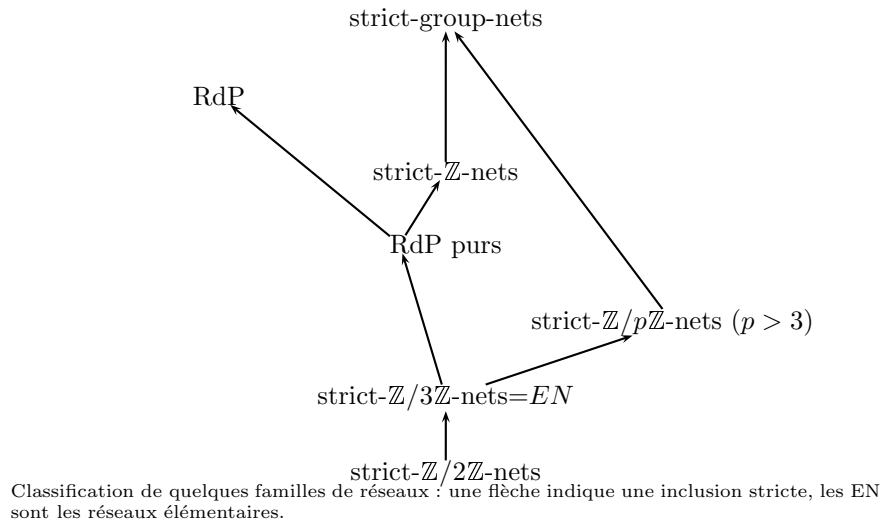 strict-group-nets
RdP
strict-ℤ-nets
RdP purs
strict-ℤ/pℤ-nets (p > 3)
strict-ℤ/3ℤ-nets=EN
strict-ℤ/2ℤ-nets
Classification de quelques familles de réseaux : une flèche indique une inclusion stricte, les EN
sont les réseaux élémentaires.